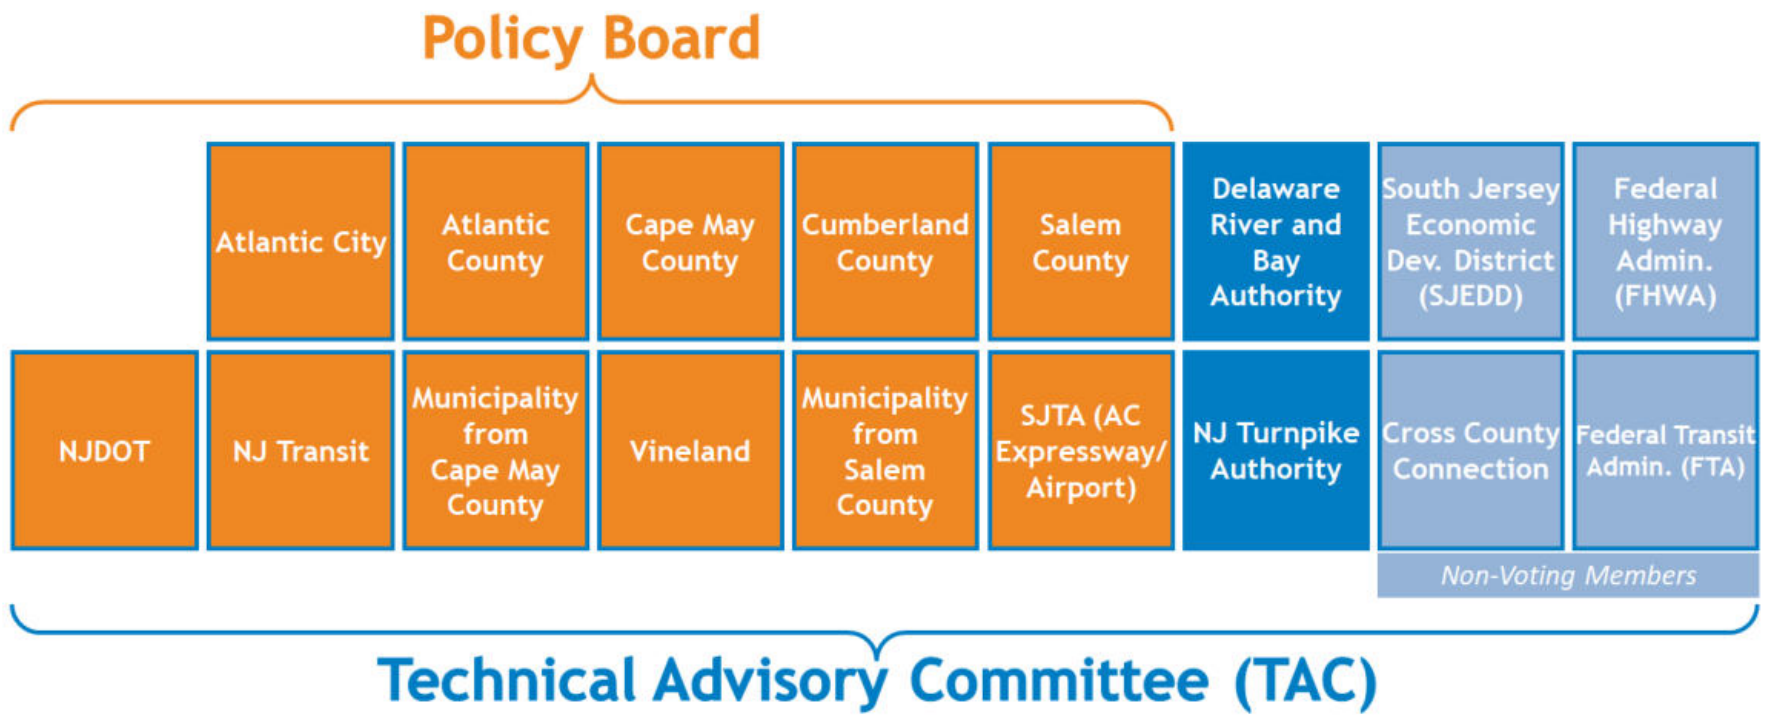 Policy Board
Atlantic City
Atlantic
County
Cape May
County
Cumberland
County
Salem
County
Delaware
River and
Bay
Authority
South Jersey
Economic
Dev. District
(SJEDD)
Federal
Highway
Admin.
(FHWA)
NJDOT
NJ Transit
Municipality
from
Cape May
County
Vineland
Municipality
from
Salem
County
SJTA (AC
Expressway/
Airport)
NJ Turnpike
Authority
Cross County
Connection
Federal Transit
Admin. (FTA)
Non-Voting Members
Technical Advisory Committee (TAC)